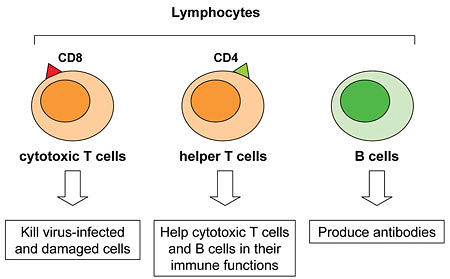 Lymphocytes
CD8
CD4
cytotoxic T cells
helper T cells
B cells
Kill virus-infected
and damaged cells
Help cytotoxic T cells
and B cells in their
immune functions
Produce antibodies